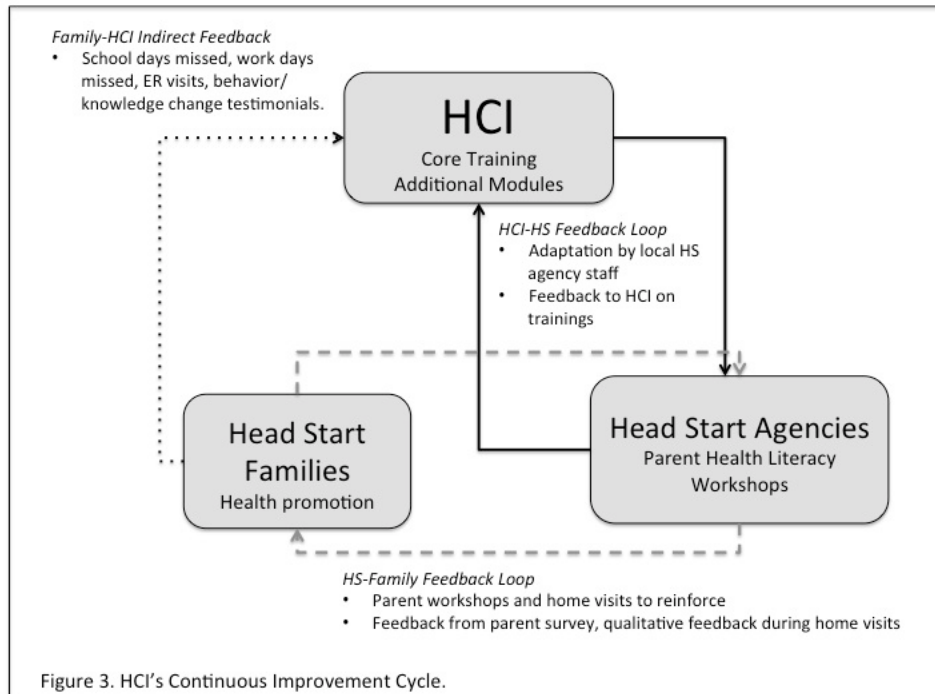 Family-HCI Indirect Feedback
• School days missed, work days
missed, ER visits, behavior/
knowledge change testimonials.
HCI
Core Training
Additional Modules
HCI-HS Feedback Loop
• Adaptation by local HS
agency staff
• Feedback to HCI on
trainings
Head Start
Families
Health promotion
Head Start Agencies
Parent Health Literacy
Workshops
HS-Family Feedback Loop
• Parent workshops and home visits to reinforce
• Feedback from parent survey, qualitative feedback during home visits
Figure 3. HCI's Continuous Improvement Cycle.